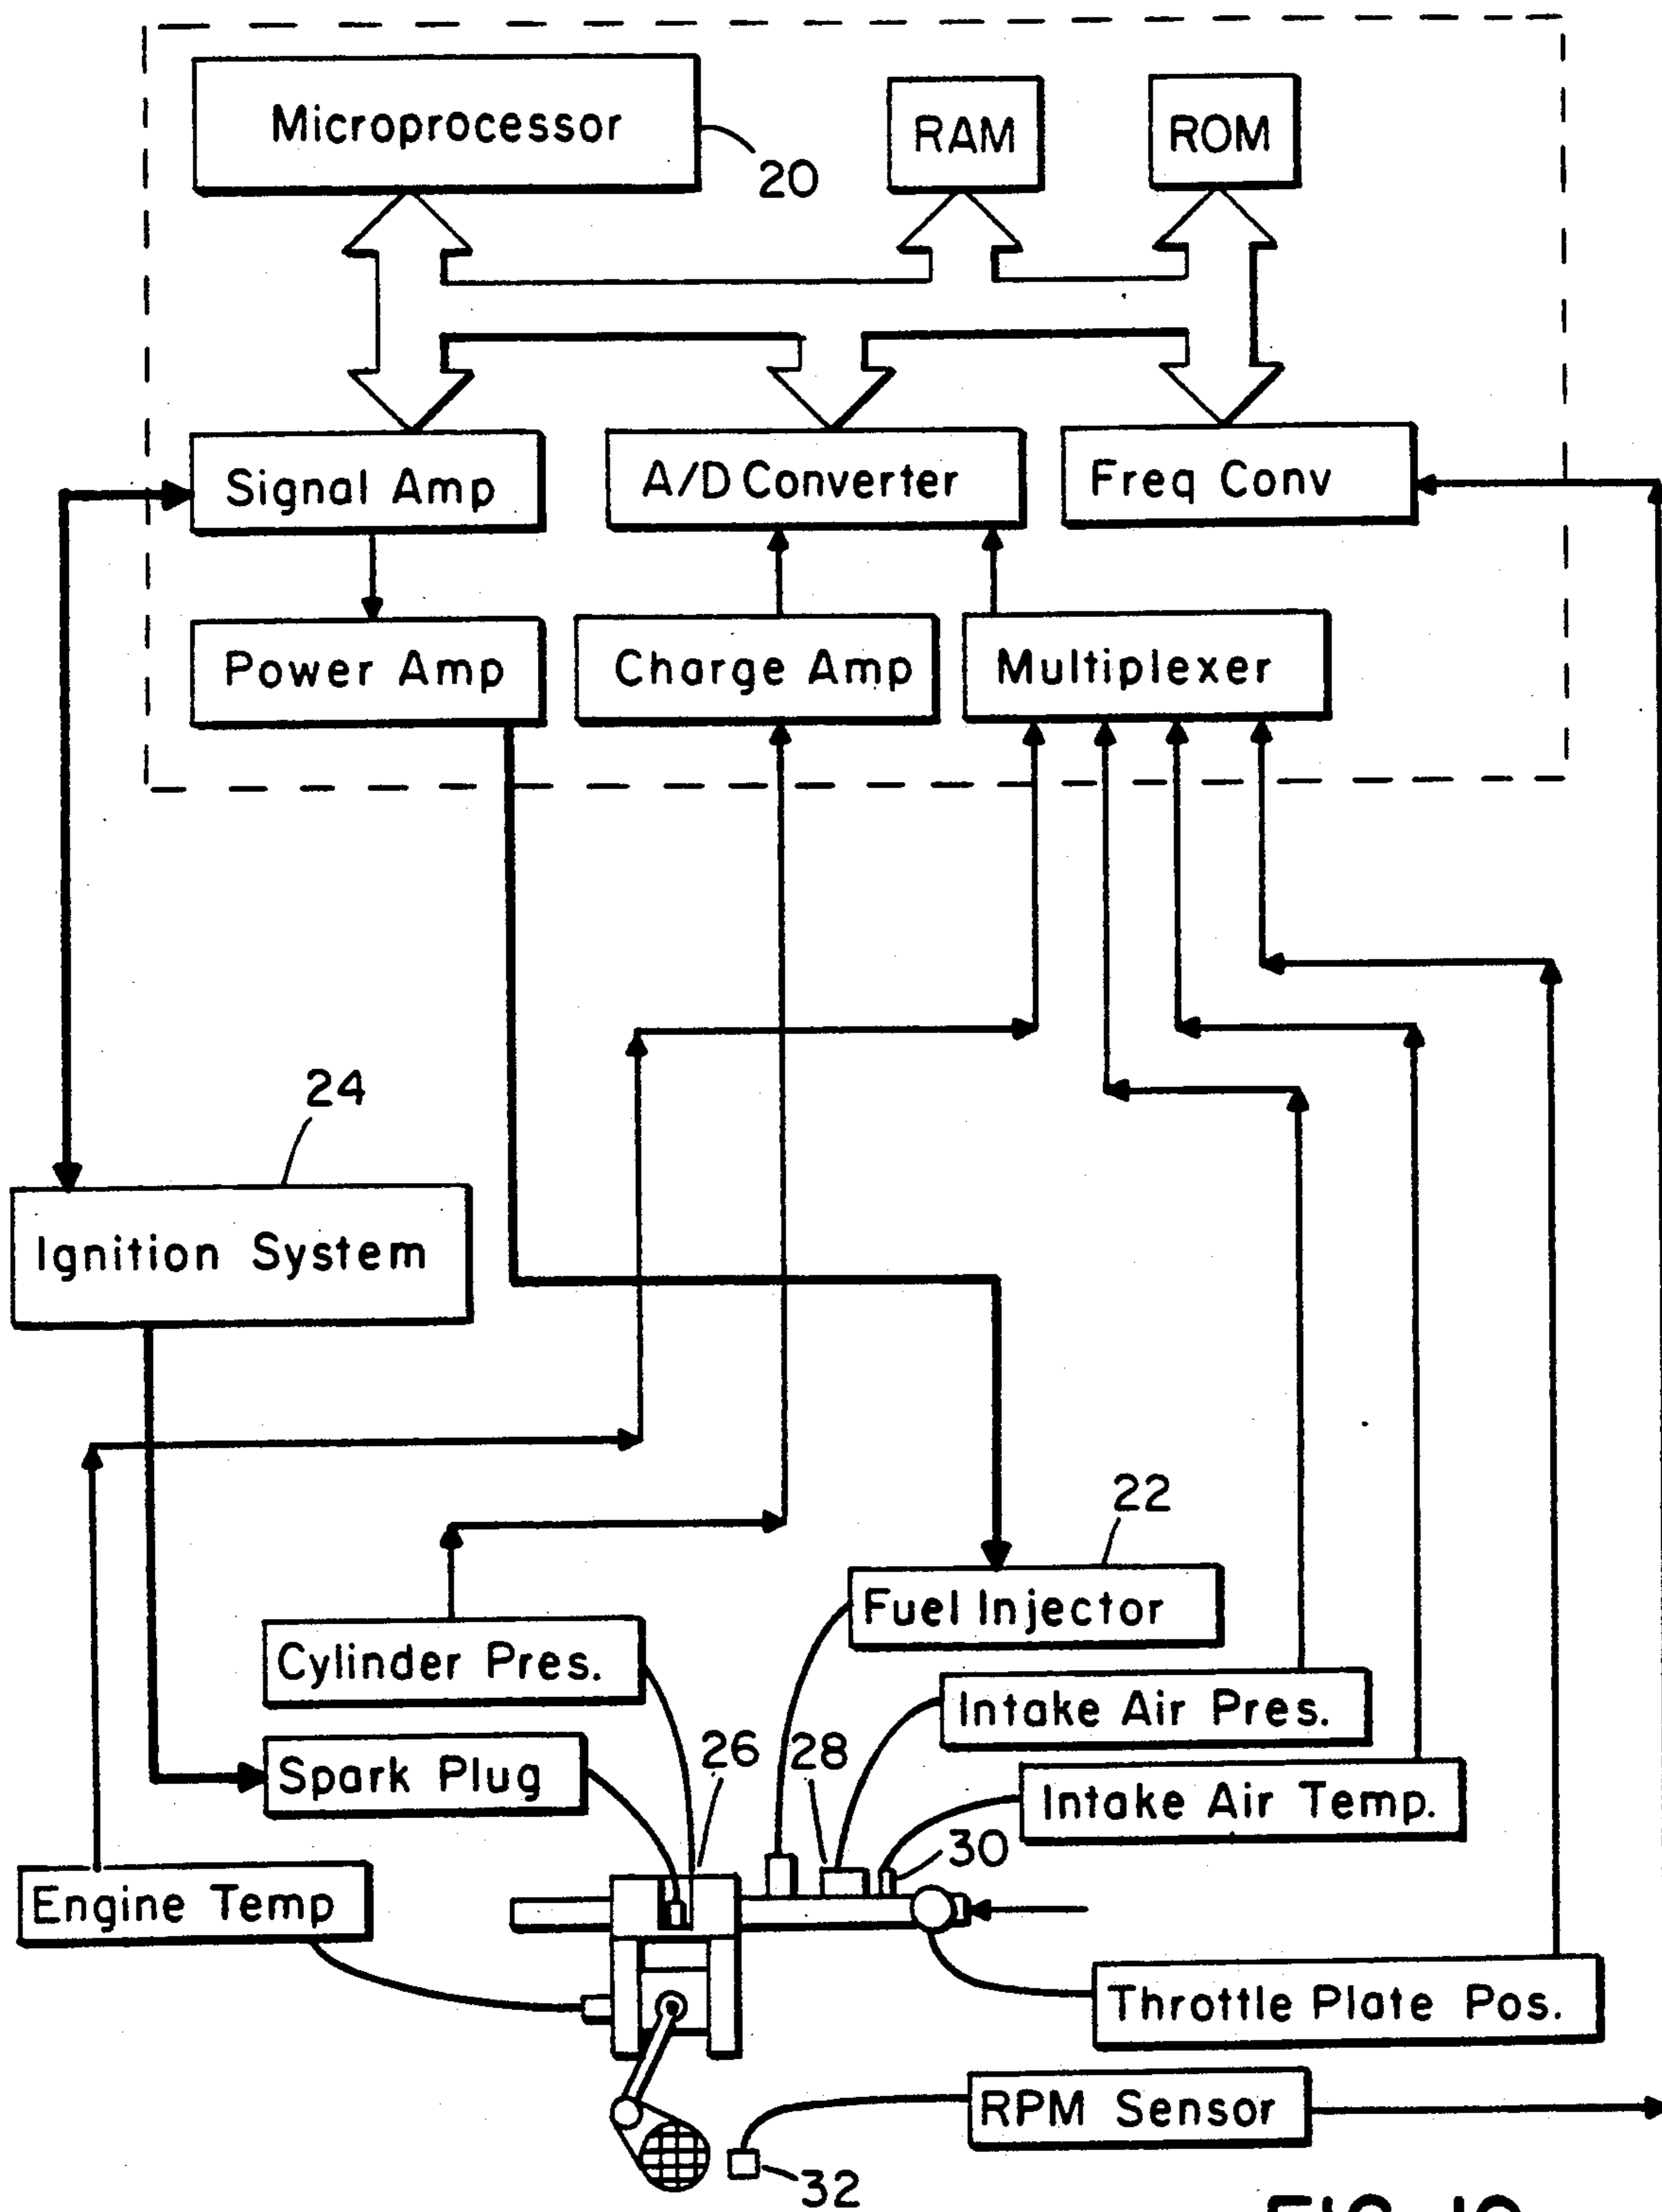 Microprocessor
20
RAM
ROM
Signal Amp
A/D Converter
Freq Conv
Power Amp
Charge Amp
Multiplexer
24
Ignition System
22
Fuel Injector
Cylinder Pres.
Intake Air Pres.
26
28
Spark Plug
Intake Air Temp.
30
Engine Temp
Throttle Plate Pos.
RPM Sensor
32